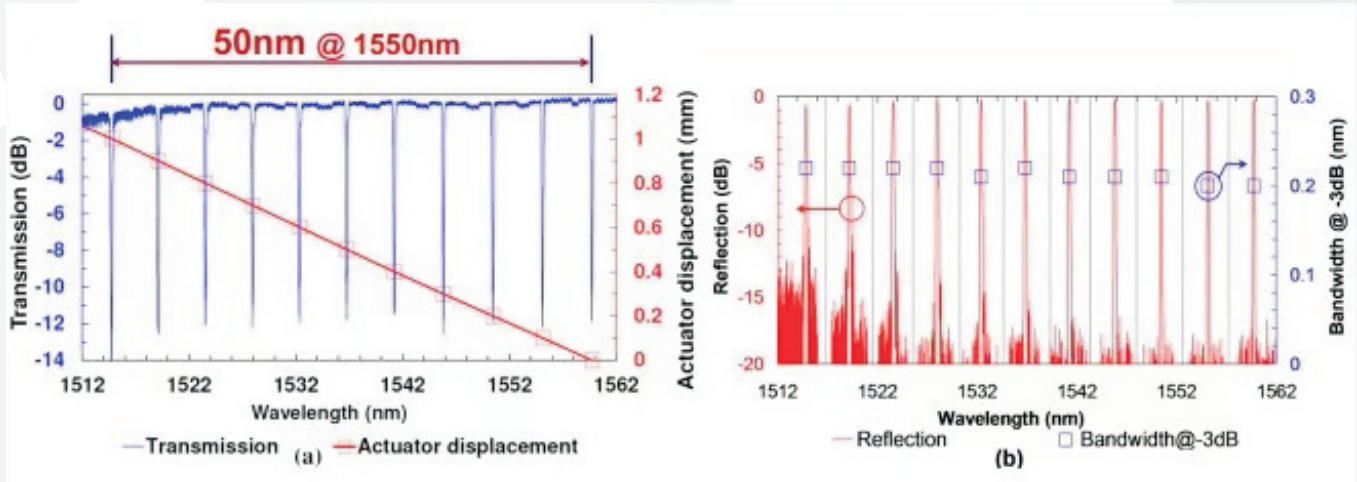 50nm @ 1550nm
Transmission (dB)
0
-2
-4
-6
-8
-10
-12
-14
1.2
1
0.8
0.6
0.4
0.2
0
Actuator displacement (mm)
1512 1522 1532 1542 1552 1562
Wavelength (nm)
Transmission Actuator displacement
(a)
Reflection (dB)
0
-5
-10
-15
-20
0.3
0.2
0.1
0
Bandwidth @ -3dB (nm)
1512 1522 1532 1542 1552 1562
Wavelength (nm)
Reflection Bandwidth@-3dB
(b)